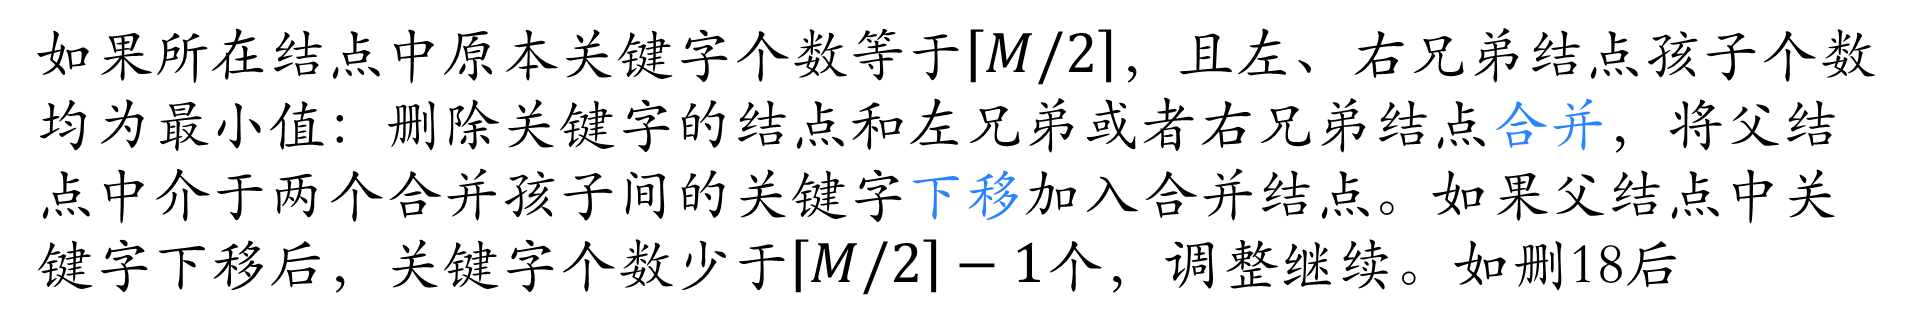 如果所在结点中原本关键字个数等于⌈M/2⌉，且左、右兄弟结点孩子个数
均为最小值：删除关键字的结点和左兄弟或者右兄弟结点合并，将父结
点中介于两个合并孩子间的关键字下移加入合并结点。如果父结点中关
键字下移后，关键字个数少于⌈M/2⌉ − 1个，调整继续。如删18后